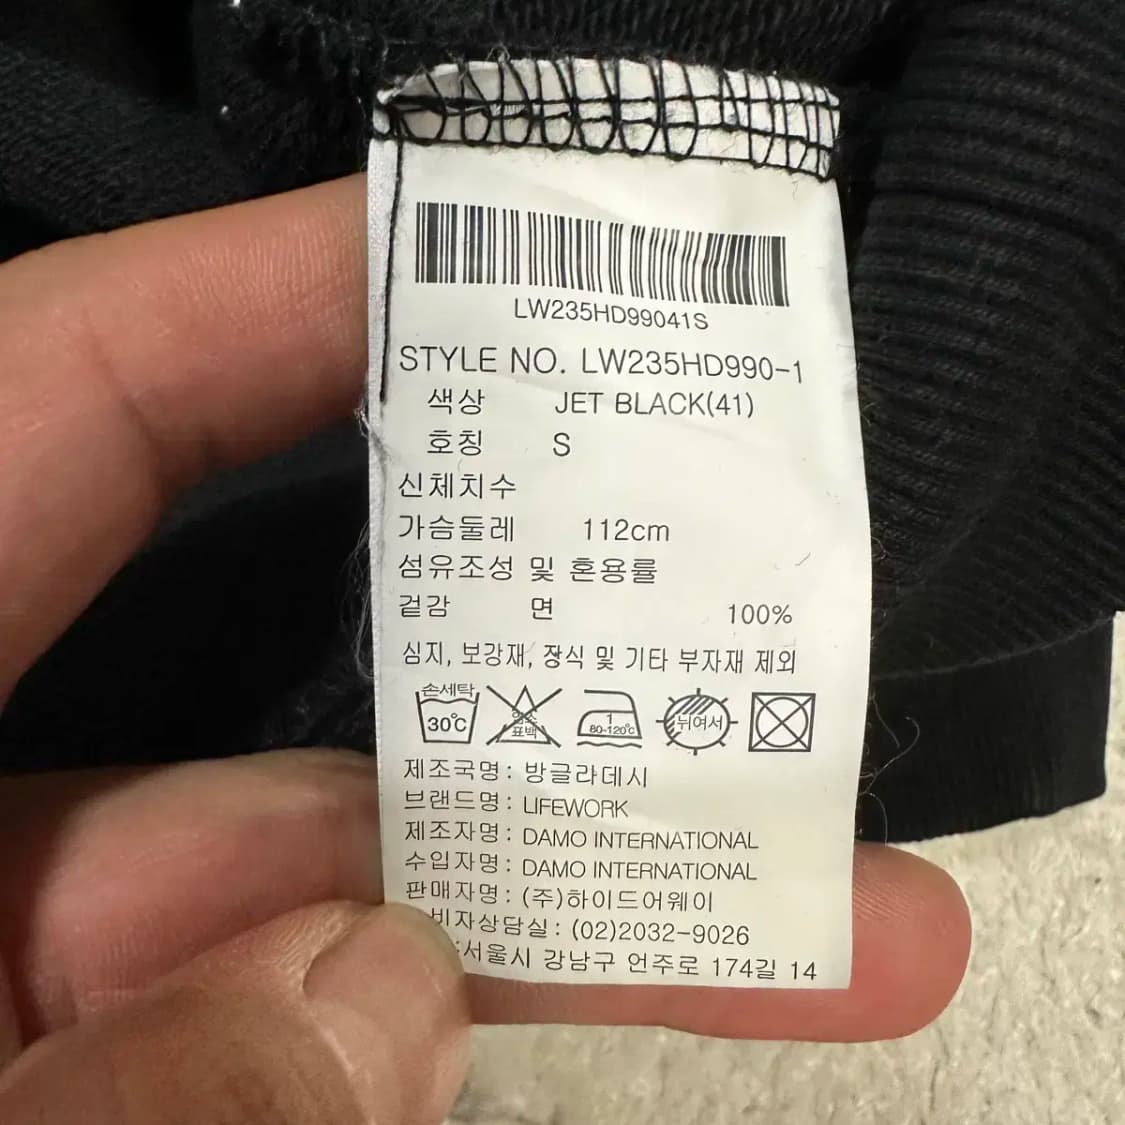 LW235HD99041S
STYLE NO. LW235HD990-1
색상 JET BLACK(41)
호칭 S
신체치수
가슴둘레 112cm
섬유조성 및 혼용률
겉감 면 100%
심지, 보강재, 장식 및 기타 부자재 제외
손세탁
30℃
염소
표백
1
80-120℃
뉘여서
제조국명: 방글라데시
브랜드명: LIFEWORK
제조자명: DAMO INTERNATIONAL
수입자명: DAMO INTERNATIONAL
판매자명: (주)하이드어웨이
비자상담실: (02)2032-9026
:서울시 강남구 언주로 174길 14